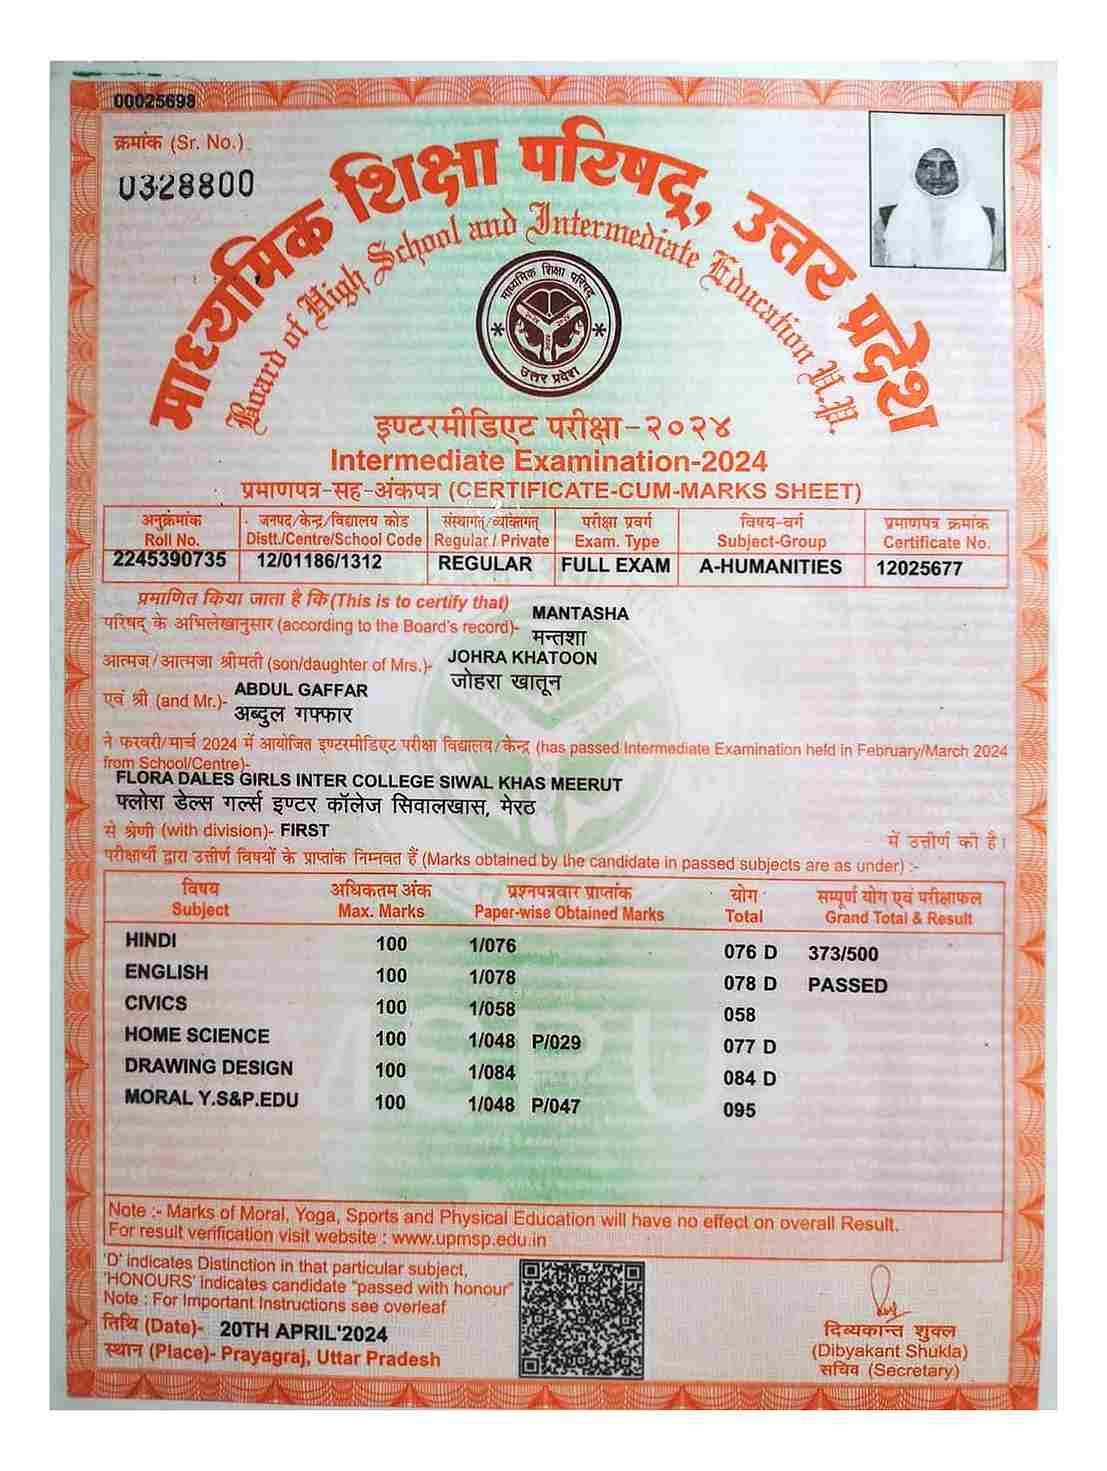 00025698
क्रमांक (Sr. No.)
0328800
माध्यमिक शिक्षा परिषद्, उत्तर प्रदेश
Board of High School and Intermediate Education U.P.
माध्यमिक शिक्षा परिषद्
उत्तर प्रदेश
इण्टरमीडिएट परीक्षा-२०२४
Intermediate Examination-2024
प्रमाणपत्र-सह-अंकपत्र (CERTIFICATE-CUM-MARKS SHEET)
अनुक्रमांक जनपद/केन्द्र/विद्यालय कोड संस्थागत/व्यक्तिगत परीक्षा प्रवर्ग विषय-वर्ग प्रमाणपत्र क्रमांक
Roll No. Distt./Centre/School Code Regular / Private Exam. Type Subject-Group Certificate No.
2245390735 12/01186/1312 REGULAR FULL EXAM A-HUMANITIES 12025677
प्रमाणित किया जाता है कि (This is to certify that)
परिषद् के अभिलेखानुसार (according to the Board's record)- MANTASHA
मन्तशा
आत्मज/आत्मजा श्रीमती (son/daughter of Mrs.)- JOHRA KHATOON
जोहरा खातून
एवं श्री (and Mr.)- ABDUL GAFFAR
अब्दुल गफ्फार
ने फरवरी/मार्च 2024 में आयोजित इण्टरमीडिएट परीक्षा विद्यालय/केन्द्र (has passed Intermediate Examination held in February/March 2024
from School/Centre)-
FLORA DALES GIRLS INTER COLLEGE SIWAL KHAS MEERUT
फ्लोरा डेल्स गर्ल्स इण्टर कॉलेज सिवालखास, मेरठ
से श्रेणी (with division)- FIRST में उत्तीर्ण की है।
परीक्षार्थी द्वारा उत्तीर्ण विषयों के प्राप्तांक निम्नवत हैं (Marks obtained by the candidate in passed subjects are as under) :-
विषय अधिकतम अंक प्रश्नपत्रवार प्राप्तांक योग सम्पूर्ण योग एवं परीक्षाफल
Subject Max. Marks Paper-wise Obtained Marks Total Grand Total & Result
HINDI 100 1/076 076 D 373/500
ENGLISH 100 1/078 078 D PASSED
CIVICS 100 1/058 058
HOME SCIENCE 100 1/048 P/029 077 D
DRAWING DESIGN 100 1/084 084 D
MORAL Y.S&P.EDU 100 1/048 P/047 095
Note :- Marks of Moral, Yoga, Sports and Physical Education will have no effect on overall Result.
For result verification visit website : www.upmsp.edu.in
'D' indicates Distinction in that particular subject,
'HONOURS' indicates candidate "passed with honour"
Note : For Important Instructions see overleaf
तिथि (Date)- 20TH APRIL'2024
स्थान (Place)- Prayagraj, Uttar Pradesh
दिव्यकान्त शुक्ल
(Dibyakant Shukla)
सचिव (Secretary)